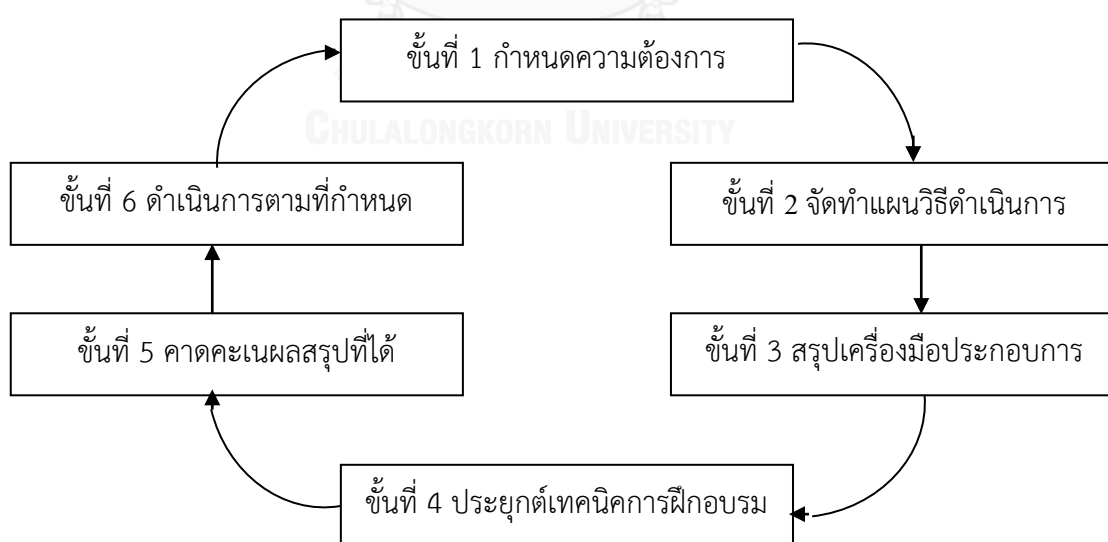 ขั้นที่ 1 กำหนดความต้องการ
CHULALONGKORN UNIVERSITY
ขั้นที่ 6 ดำเนินการตามที่กำหนด
ขั้นที่ 2 จัดทำแผนวิธีดำเนินการ
ขั้นที่ 5 คาดคะเนผลสรุปที่ได้
ขั้นที่ 3 สรุปเครื่องมือประกอบการ
ขั้นที่ 4 ประยุกต์เทคนิคการฝึกอบรม